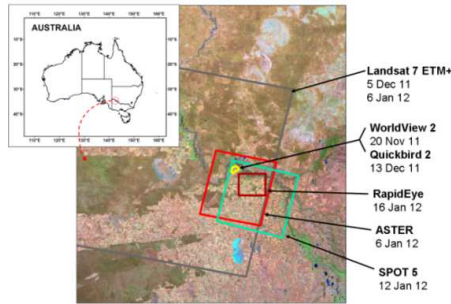 AUSTRALIA
Landsat 7 ETM+
5 Dec 11
6 Jan 12
WorldView 2
20 Nov 11
Quickbird 2
13 Dec 11
RapidEye
16 Jan 12
ASTER
6 Jan 12
SPOT 5
12 Jan 12